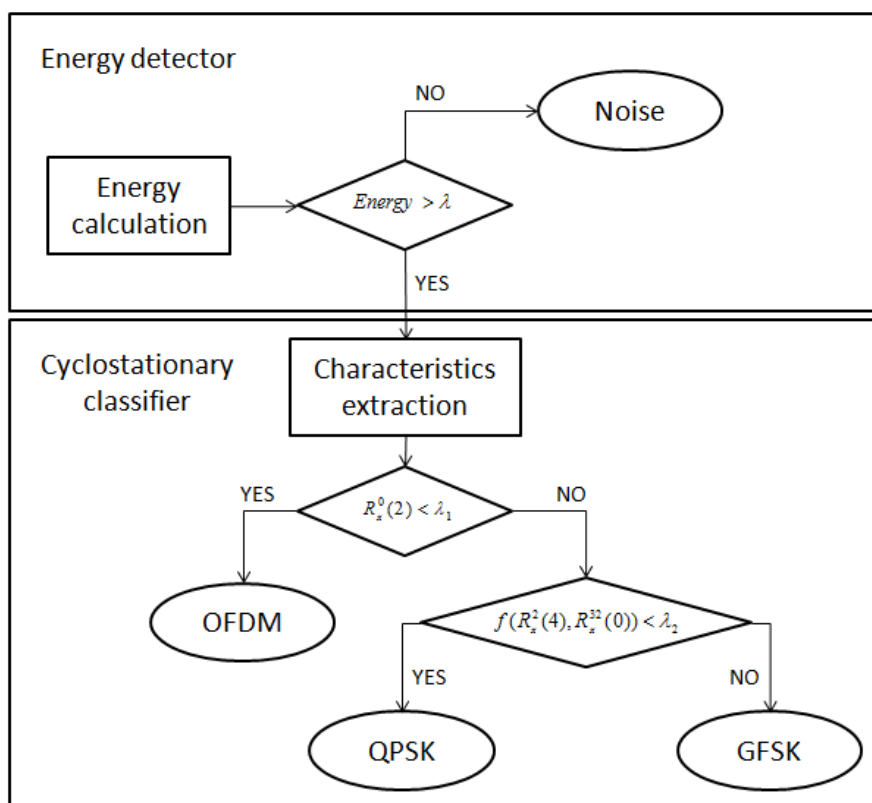 Energy detector
NO
Noise
Energy
calculation
Energy > λ
YES
Cyclostationary
classifier
Characteristics
extraction
YES
NO
R_x^0(2) < λ_1
OFDM
f(R_x^2(4), R_x^{32}(0)) < λ_2
YES
NO
QPSK
GFSK